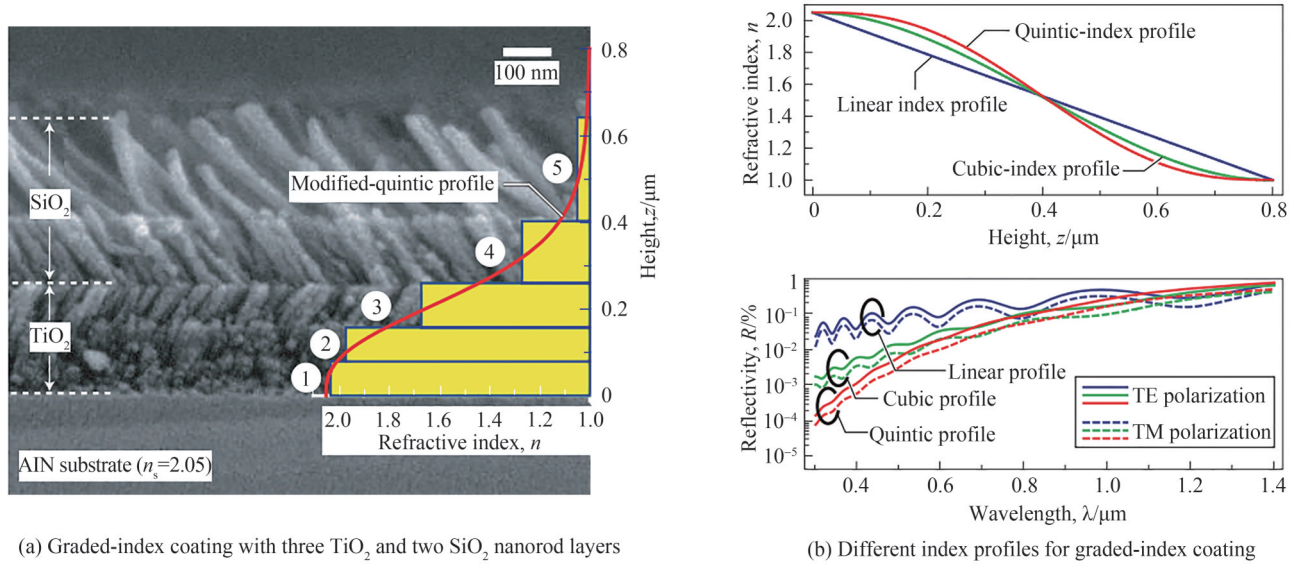 0.8
100 nm
0.6
5
SiO2
Modified-quintic profile
0.4
Height,z/μm
4
3
0.2
TiO2
2
1
0
2.0 1.8 1.4 1.2 1.0
Refractive index, n
AlN substrate (ns=2.05)
(a) Graded-index coating with three TiO2 and two SiO2 nanorod layers
Refractive index, n
2.0
1.8
1.6
1.4
1.2
1.0
Quintic-index profile
Linear index profile
Cubic-index profile
0 0.2 0.4 0.6 0.8
Height, z/μm
Reflectivity, R/%
1
10-1
10-2
10-3
10-4
10-5
Linear profile
Cubic profile
Quintic profile
TE polarization
TM polarization
0.4 0.6 0.8 1.0 1.2 1.4
Wavelength, λ/μm
(b) Different index profiles for graded-index coating